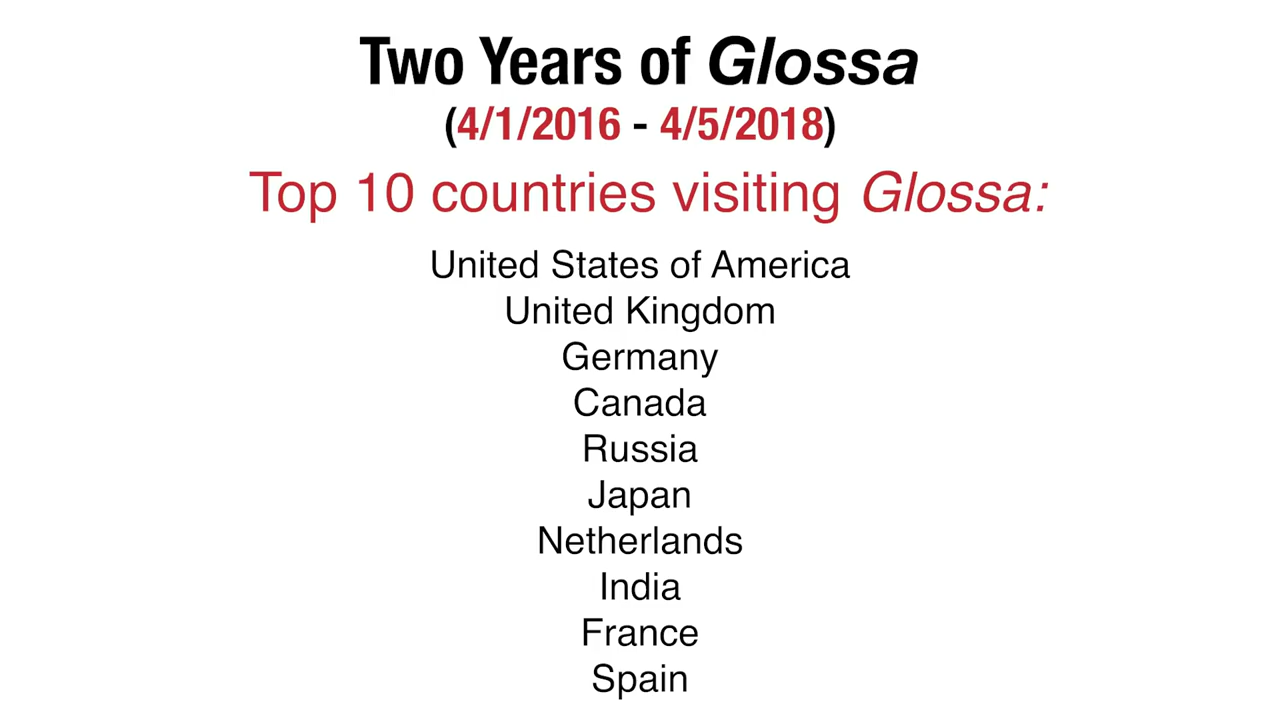 Two Years of Glossa
(4/1/2016 - 4/5/2018)
Top 10 countries visiting Glossa:
United States of America
United Kingdom
Germany
Canada
Russia
Japan
Netherlands
India
France
Spain